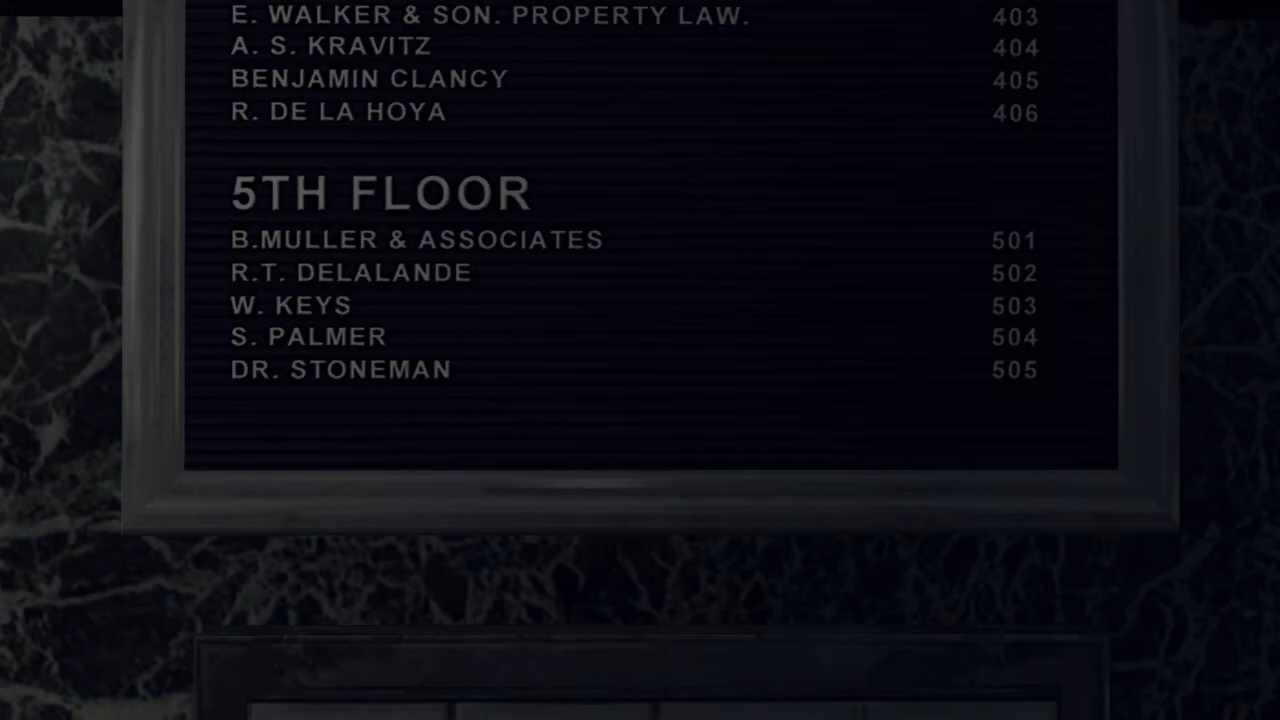 E. WALKER & SON. PROPERTY LAW. 403
A. S. KRAVITZ 404
BENJAMIN CLANCY 405
R. DE LA HOYA 406
5TH FLOOR
B.MULLER & ASSOCIATES 501
R.T. DELALANDE 502
W. KEYS 503
S. PALMER 504
DR. STONEMAN 505